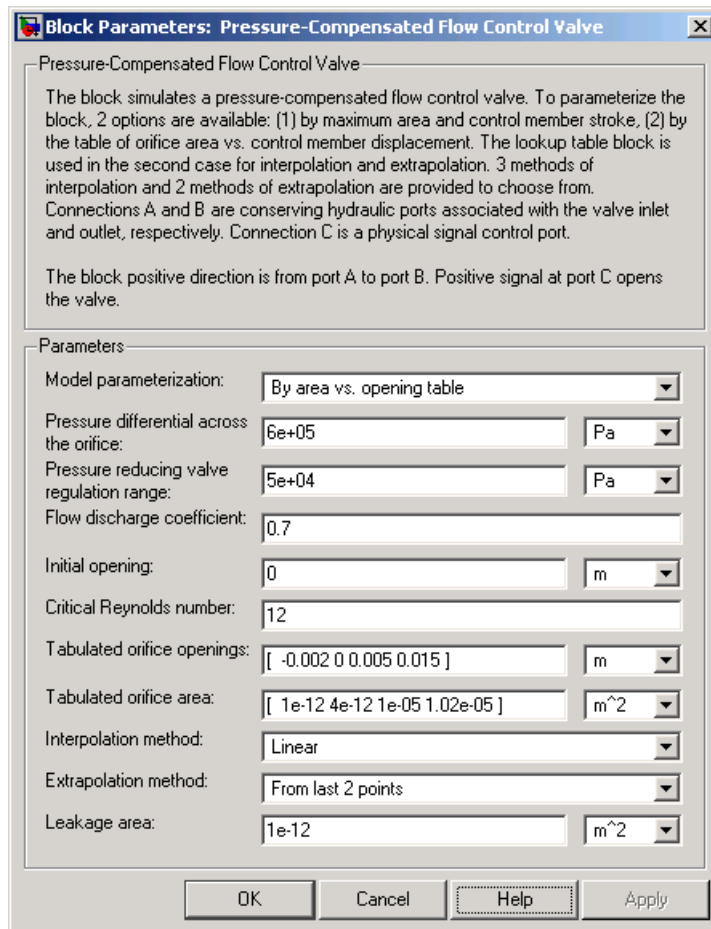 Block Parameters: Pressure-Compensated Flow Control Valve
Pressure-Compensated Flow Control Valve
The block simulates a pressure-compensated flow control valve. To parameterize the
block, 2 options are available: (1) by maximum area and control member stroke, (2) by
the table of orifice area vs. control member displacement. The lookup table block is
used in the second case for interpolation and extrapolation. 3 methods of
interpolation and 2 methods of extrapolation are provided to choose from.
Connections A and B are conserving hydraulic ports associated with the valve inlet
and outlet, respectively. Connection C is a physical signal control port.
The block positive direction is from port A to port B. Positive signal at port C opens
the valve.
Parameters
Model parameterization: By area vs. opening table
Pressure differential across
the orifice: 6e+05 Pa
Pressure reducing valve
regulation range: 5e+04 Pa
Flow discharge coefficient: 0.7
Initial opening: 0 m
Critical Reynolds number: 12
Tabulated orifice openings: [ -0.002 0 0.005 0.015 ] m
Tabulated orifice area: [ 1e-12 4e-12 1e-05 1.02e-05 ] m^2
Interpolation method: Linear
Extrapolation method: From last 2 points
Leakage area: 1e-12 m^2
OK Cancel Help Apply